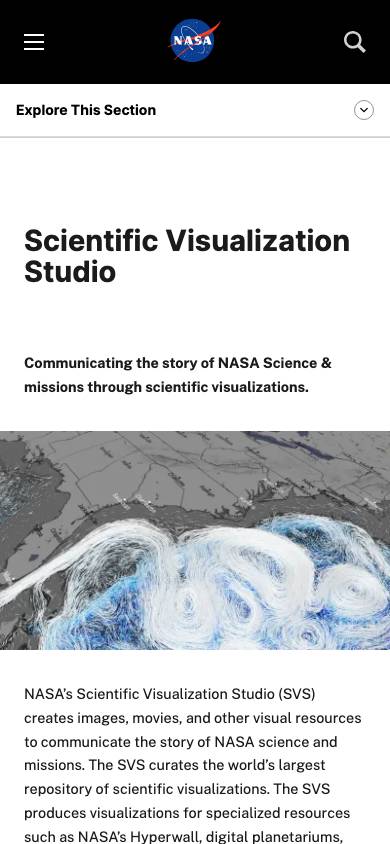 NASA
Explore This Section
Scientific Visualization
Studio
Communicating the story of NASA Science &
missions through scientific visualizations.
NASA's Scientific Visualization Studio (SVS)
creates images, movies, and other visual resources
to communicate the story of NASA science and
missions. The SVS curates the world's largest
repository of scientific visualizations. The SVS
produces visualizations for specialized resources
such as NASA's Hyperwall, digital planetariums,